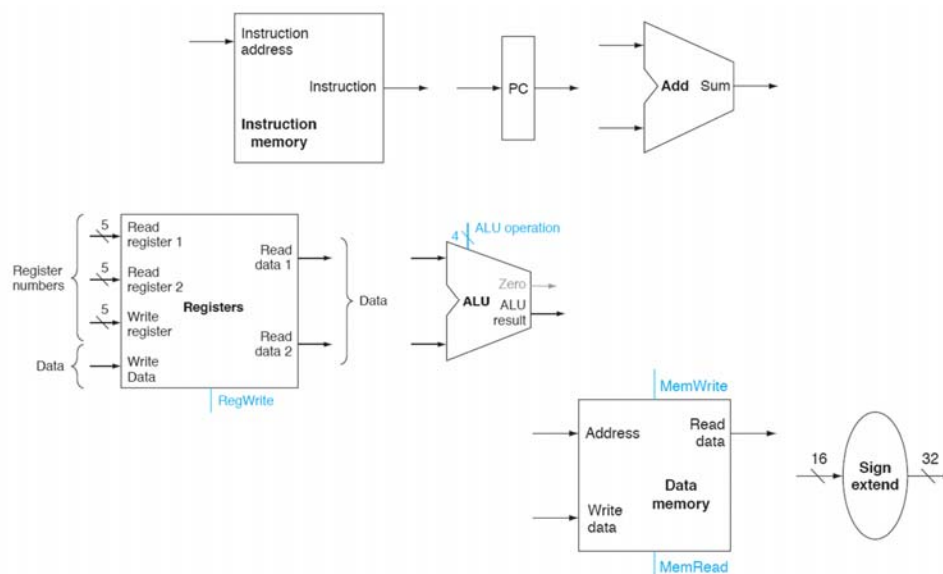 Instruction
address
Instruction
Instruction
memory
PC
Add Sum
5
Read
register 1
5
Read
register 2
5
Write
register
Write
Data
Register
numbers
Data
Registers
Read
data 1
Read
data 2
Data
RegWrite
4
ALU operation
Zero
ALU
ALU
result
MemWrite
Address
Read
data
Data
memory
Write
data
MemRead
16
Sign
extend
32